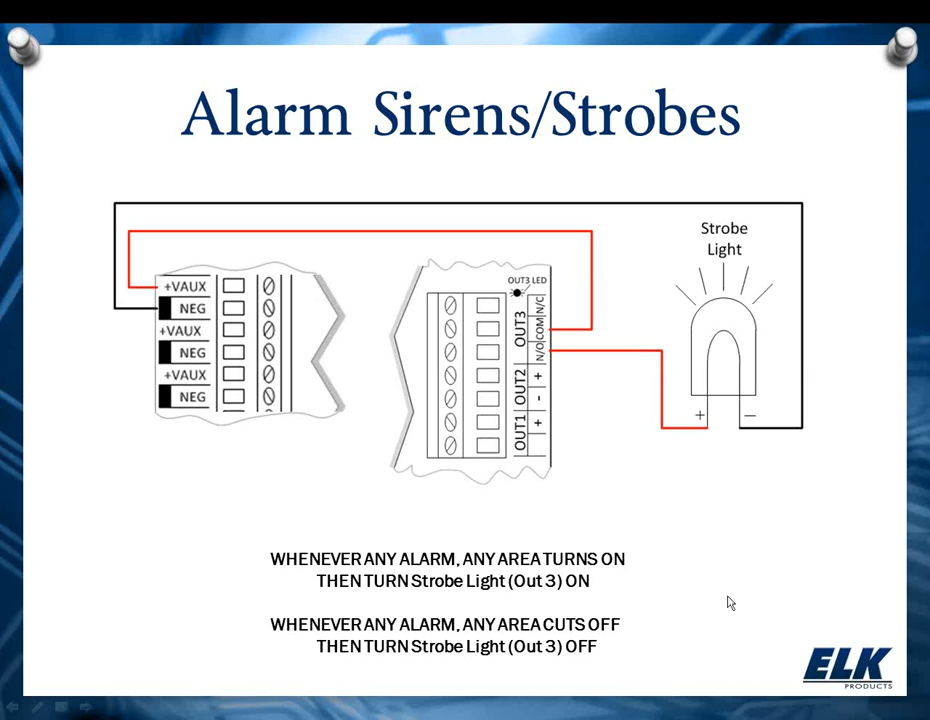 Alarm Sirens/Strobes
Strobe
Light
+VAUX
NEG
+VAUX
NEG
+VAUX
NEG
OUT3 LED
OUT3
N/C
COM
N/O
OUT2
+
-
OUT1
+
+
−
WHENEVER ANY ALARM, ANY AREA TURNS ON
THEN TURN Strobe Light (Out 3) ON
WHENEVER ANY ALARM, ANY AREA CUTS OFF
THEN TURN Strobe Light (Out 3) OFF
ELK
PRODUCTS